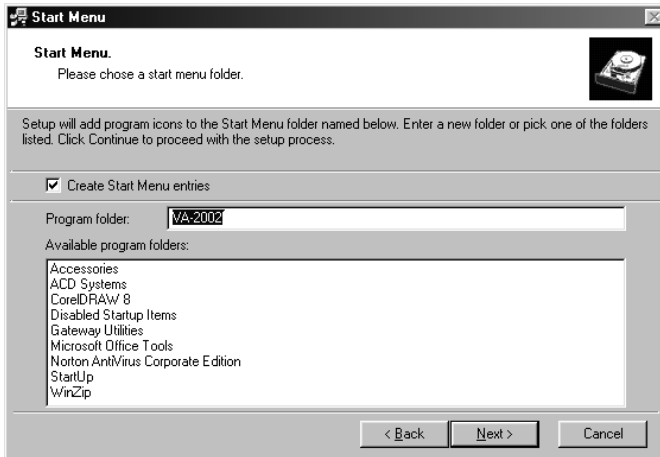 Start Menu
Start Menu.
Please chose a start menu folder.
Setup will add program icons to the Start Menu folder named below. Enter a new folder or pick one of the folders
listed. Click Continue to proceed with the setup process.
Create Start Menu entries
Program folder: VA-2002
Available program folders:
Accessories
ACD Systems
CorelDRAW 8
Disabled Startup Items
Gateway Utilities
Microsoft Office Tools
Norton AntiVirus Corporate Edition
StartUp
WinZip
< Back Next > Cancel